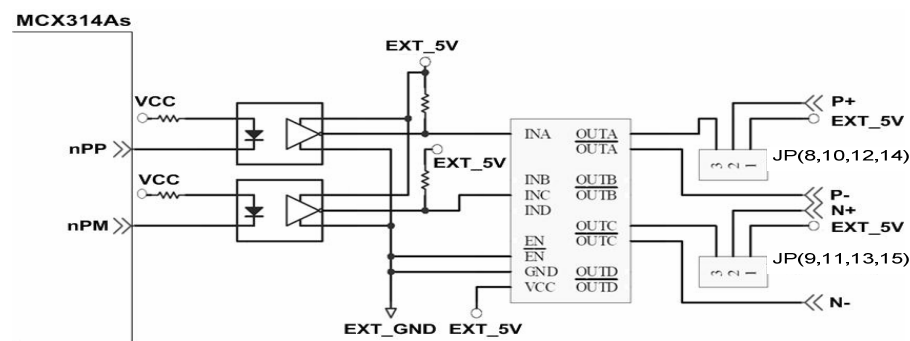 MCX314As
EXT_5V
VCC
nPP
VCC
nPM
EXT_5V
EXT_GND
EXT_5V
INA
INB
INC
IND
EN
EN
GND
VCC
OUTA
OUTA
OUTB
OUTB
OUTC
OUTC
OUTD
OUTD
3 2 1
P+
EXT_5V
JP(8,10,12,14)
P-
N+
EXT_5V
3 2 1
JP(9,11,13,15)
N-